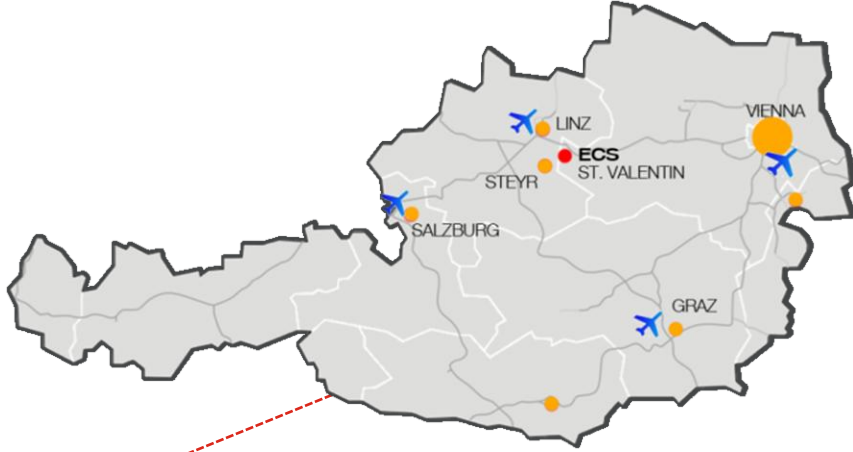 VIENNA
LINZ
ECS
ST. VALENTIN
STEYR
SALZBURG
GRAZ